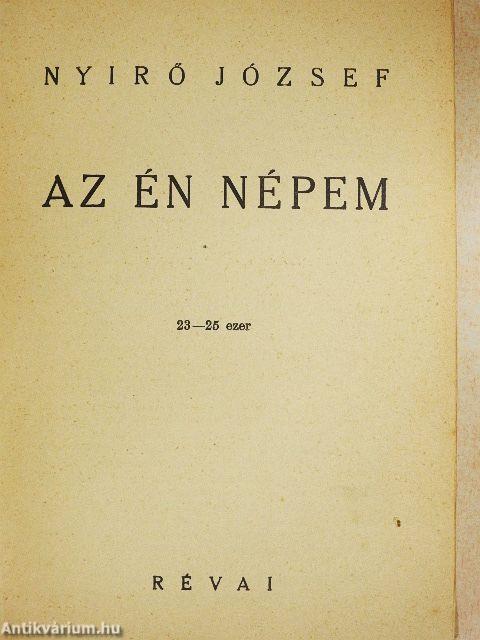 NYIRŐ JÓZSEF
AZ ÉN NÉPEM
23—25 ezer
RÉVAI
Antikvárium.hu